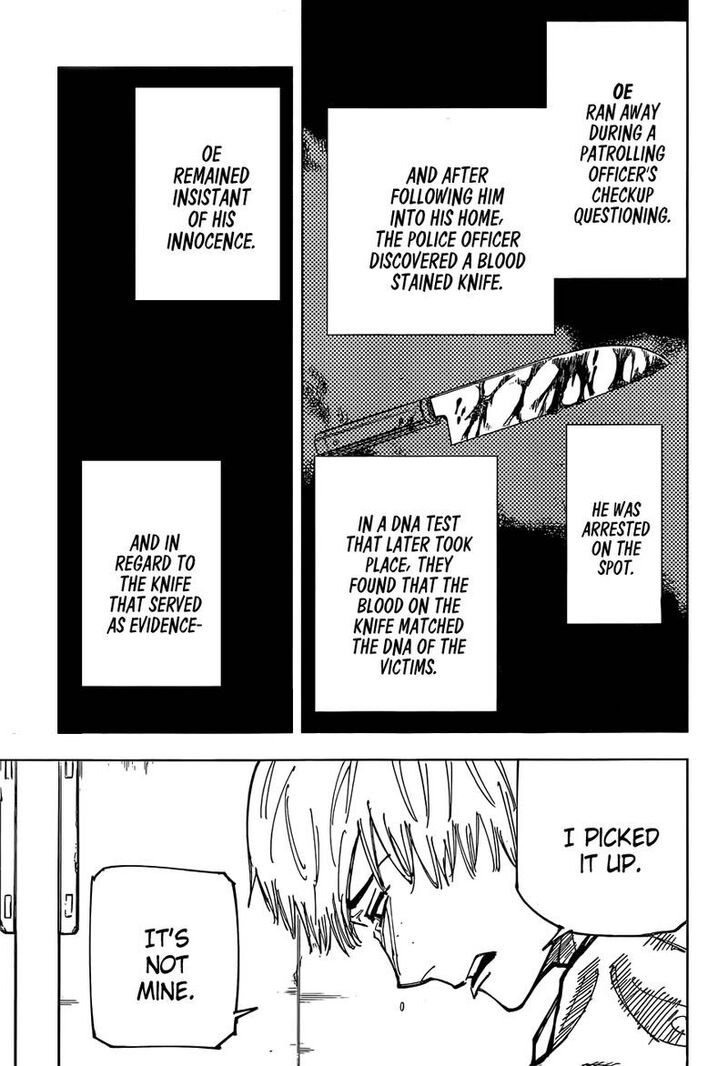 OE
RAN AWAY
DURING A
PATROLLING
OFFICER'S
CHECKUP
QUESTIONING.
AND AFTER
FOLLOWING HIM
INTO HIS HOME,
THE POLICE OFFICER
DISCOVERED A BLOOD
STAINED KNIFE.
HE WAS
ARRESTED
ON THE
SPOT.
IN A DNA TEST
THAT LATER TOOK
PLACE, THEY
FOUND THAT THE
BLOOD ON THE
KNIFE MATCHED
THE DNA OF THE
VICTIMS.
OE
REMAINED
INSISTANT
OF HIS
INNOCENCE.
AND IN
REGARD TO
THE KNIFE
THAT SERVED
AS EVIDENCE-
I PICKED
IT UP.
IT'S
NOT
MINE.